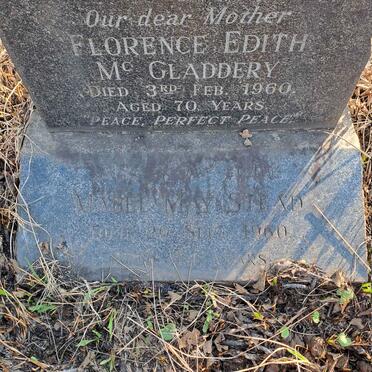 Our dear Mother
FLORENCE EDITH
Mc GLADDERY
DIED 3RD FEB. 1960.
AGED 70 YEARS.
"PEACE, PERFECT PEACE."
MABEL MAY STEAD
1960